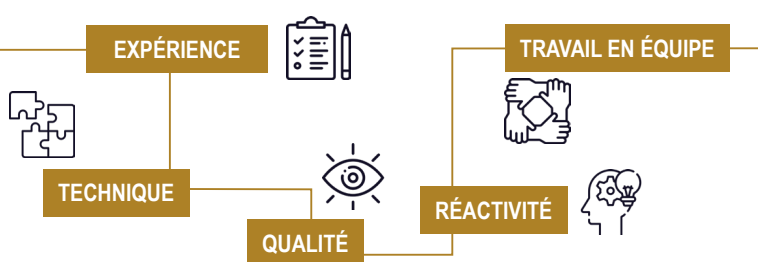 EXPÉRIENCE
TECHNIQUE
QUALITÉ
RÉACTIVITÉ
TRAVAIL EN ÉQUIPE